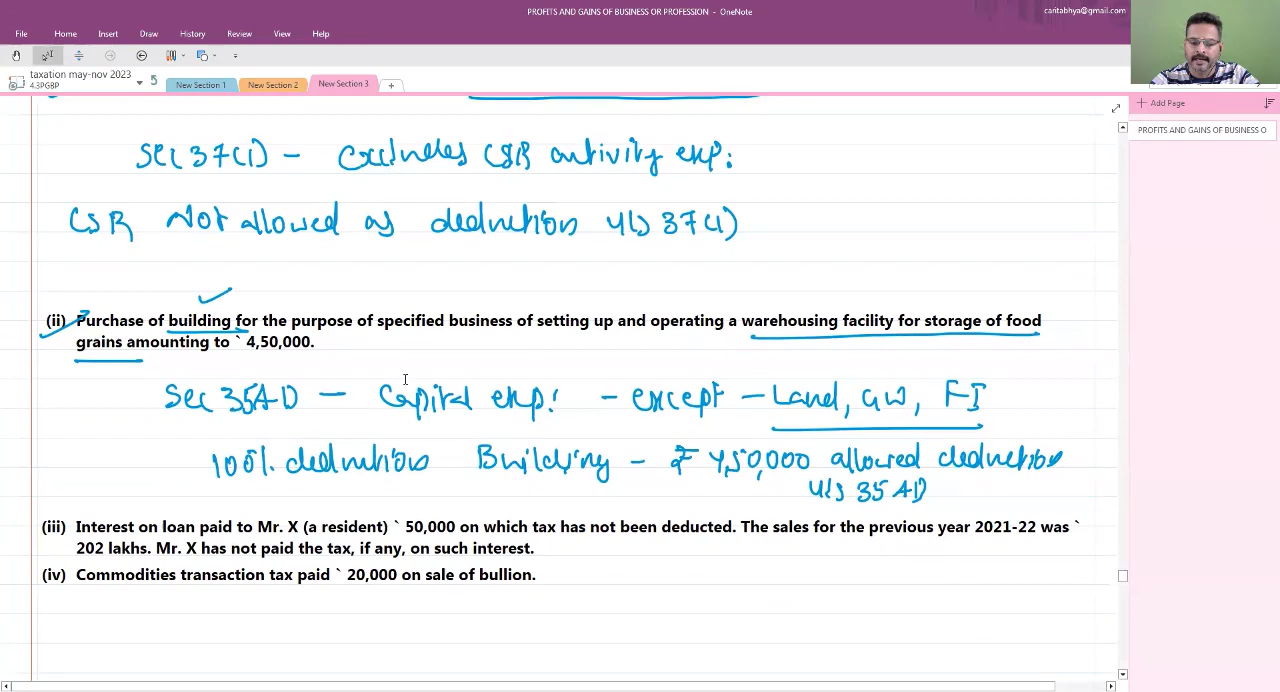 PROFITS AND GAINS OF BUSINESS OR PROFESSION - OneNote
caritabhya@gmail.com
File Home Insert Draw History Review View Help
taxation may-nov 2023
4.3PGBP
New Section 1 New Section 2 New Section 3 +
+ Add Page
PROFITS AND GAINS OF BUSINESS O
Sec 37(1) - excludes CSR activity exp:
CSR Not allowed as deduction u/s 37(1)
(ii) Purchase of building for the purpose of specified business of setting up and operating a warehousing facility for storage of food
grains amounting to ` 4,50,000.
Sec 35AD - Capital exp: - except - Land, GW, FI
100% deduction Building - ₹ 4,50,000 allowed deduction
u/s 35 AD
(iii) Interest on loan paid to Mr. X (a resident) ` 50,000 on which tax has not been deducted. The sales for the previous year 2021-22 was `
202 lakhs. Mr. X has not paid the tax, if any, on such interest.
(iv) Commodities transaction tax paid ` 20,000 on sale of bullion.